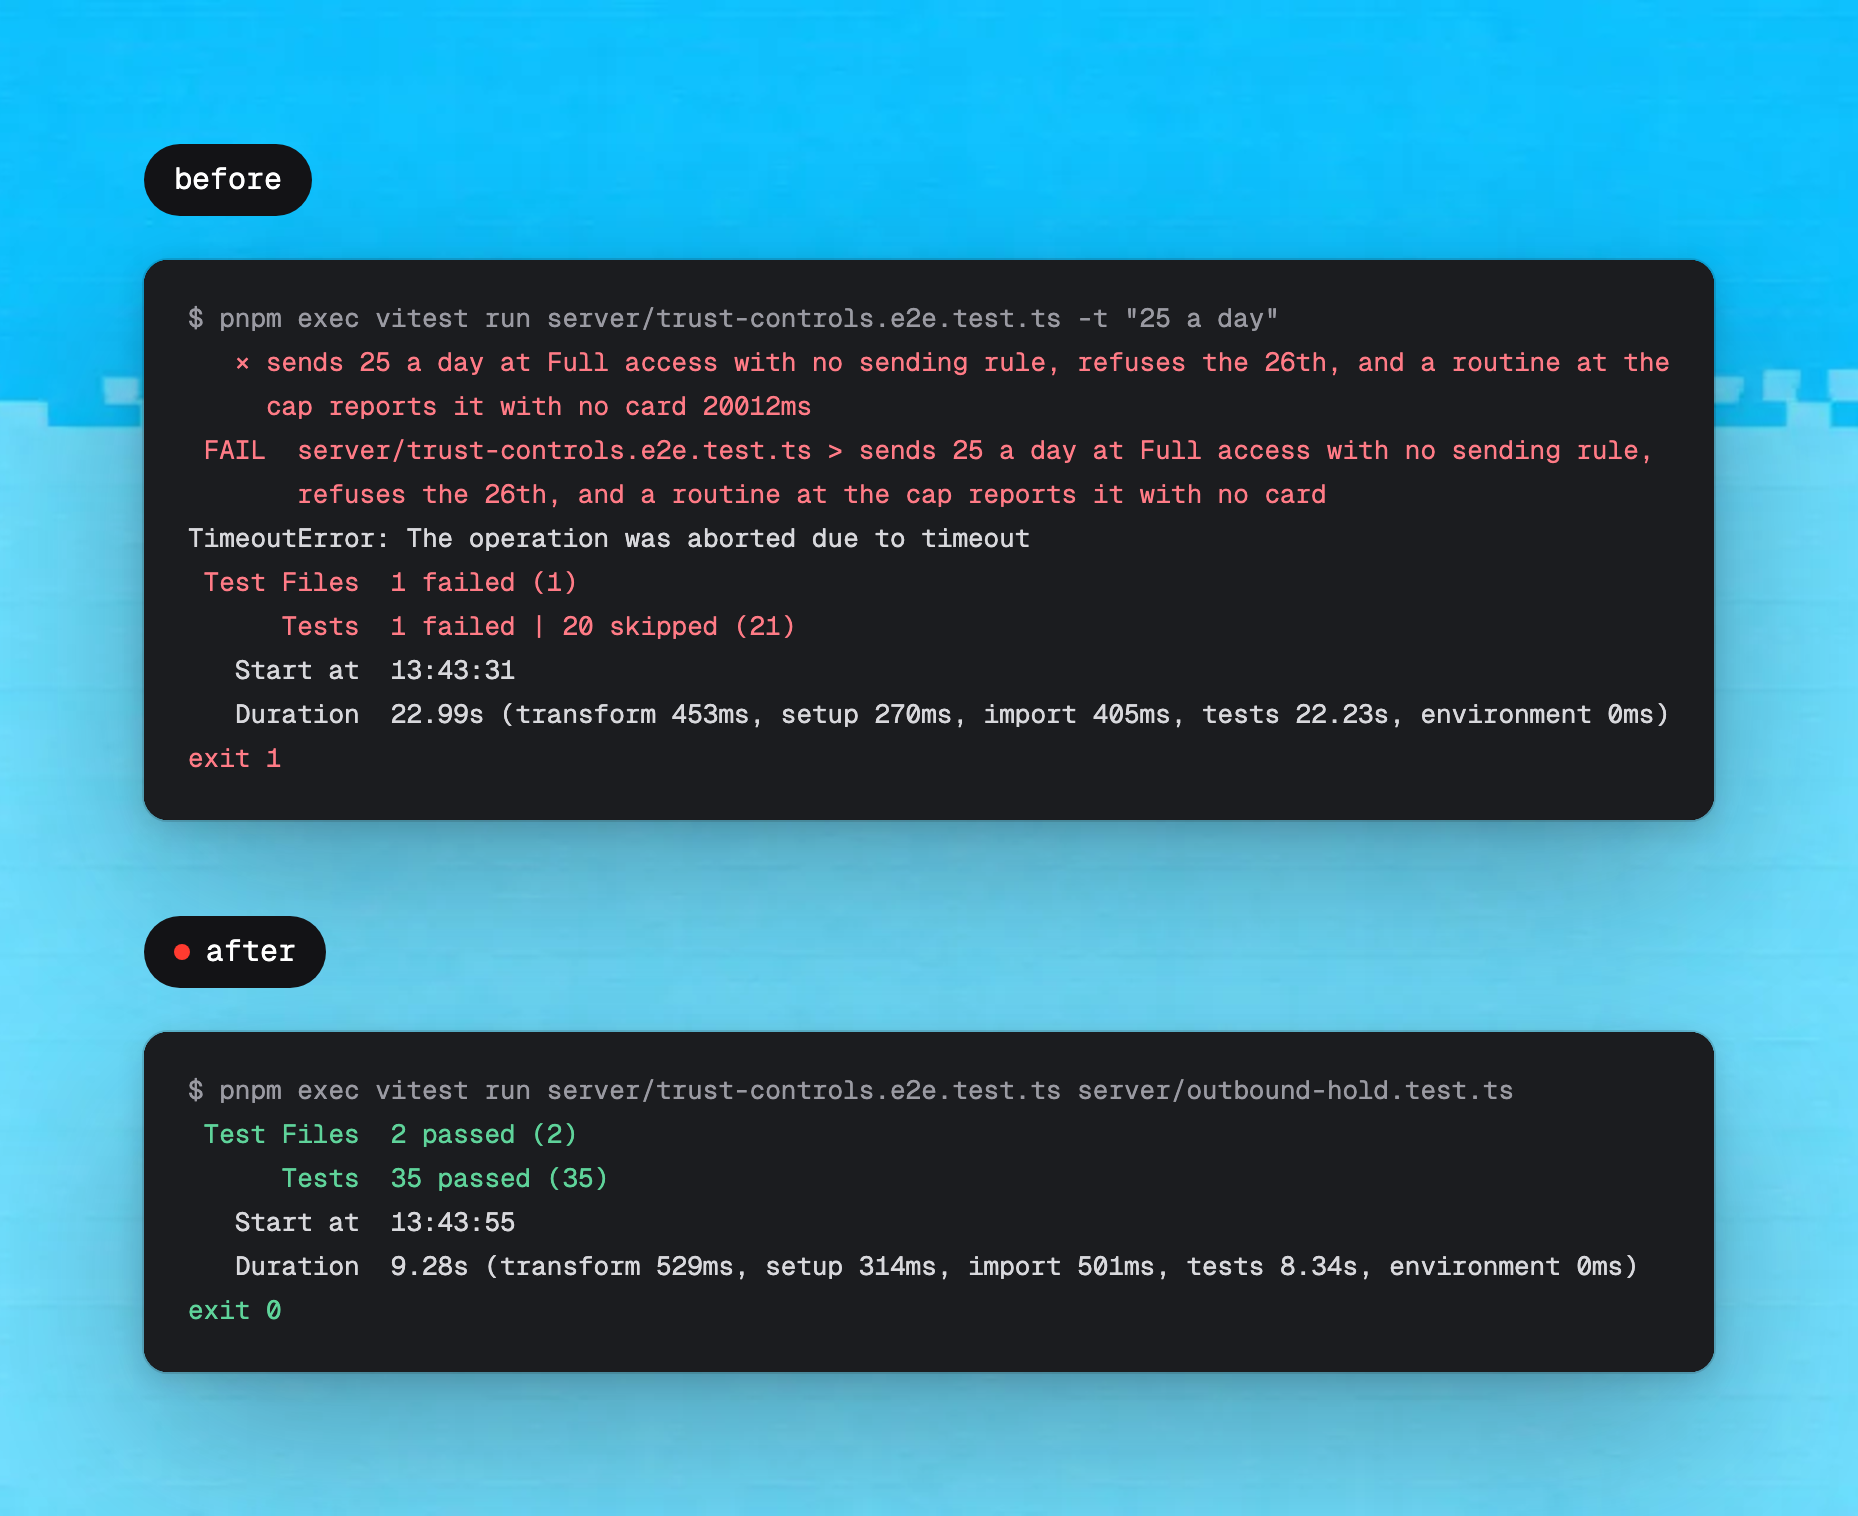 before
$ pnpm exec vitest run server/trust-controls.e2e.test.ts -t "25 a day"
× sends 25 a day at Full access with no sending rule, refuses the 26th, and a routine at the
cap reports it with no card 20012ms
FAIL  server/trust-controls.e2e.test.ts > sends 25 a day at Full access with no sending rule,
refuses the 26th, and a routine at the cap reports it with no card
TimeoutError: The operation was aborted due to timeout
Test Files  1 failed (1)
Tests  1 failed | 20 skipped (21)
Start at  13:43:31
Duration  22.99s (transform 453ms, setup 270ms, import 405ms, tests 22.23s, environment 0ms)
exit 1
after
$ pnpm exec vitest run server/trust-controls.e2e.test.ts server/outbound-hold.test.ts
Test Files  2 passed (2)
Tests  35 passed (35)
Start at  13:43:55
Duration  9.28s (transform 529ms, setup 314ms, import 501ms, tests 8.34s, environment 0ms)
exit 0